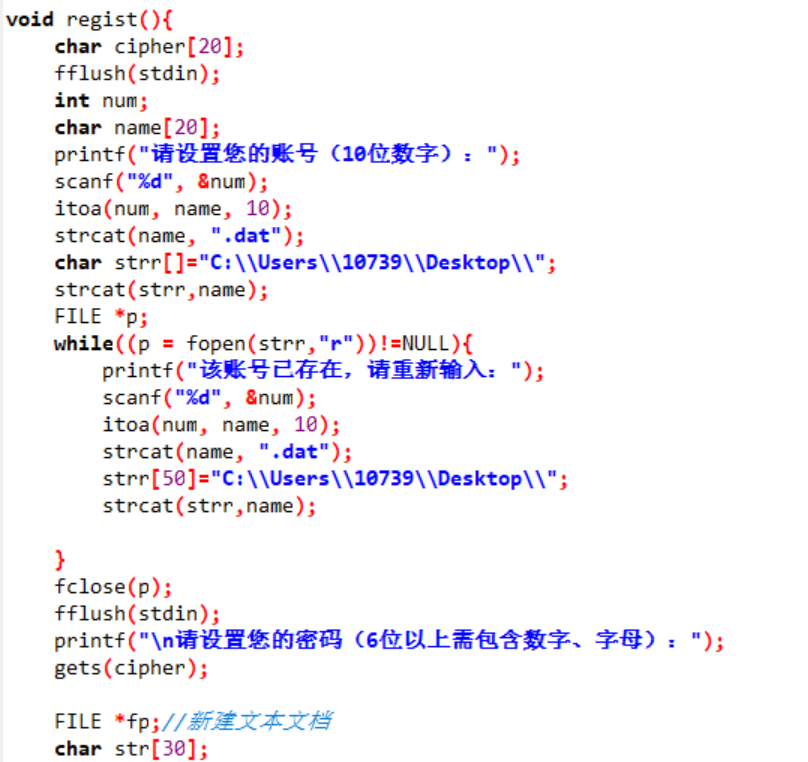 void regist(){
    char cipher[20];
    fflush(stdin);
    int num;
    char name[20];
    printf("请设置您的账号（10位数字）：");
    scanf("%d", &num);
    itoa(num, name, 10);
    strcat(name, ".dat");
    char strr[]="C:\\Users\\10739\\Desktop\\";
    strcat(strr,name);
    FILE *p;
    while((p = fopen(strr,"r"))!=NULL){
        printf("该账号已存在，请重新输入：");
        scanf("%d", &num);
        itoa(num, name, 10);
        strcat(name, ".dat");
        strr[50]="C:\\Users\\10739\\Desktop\\";
        strcat(strr,name);
    }
    fclose(p);
    fflush(stdin);
    printf("\n请设置您的密码（6位以上需包含数字、字母）：");
    gets(cipher);
    FILE *fp;//新建文本文档
    char str[30];